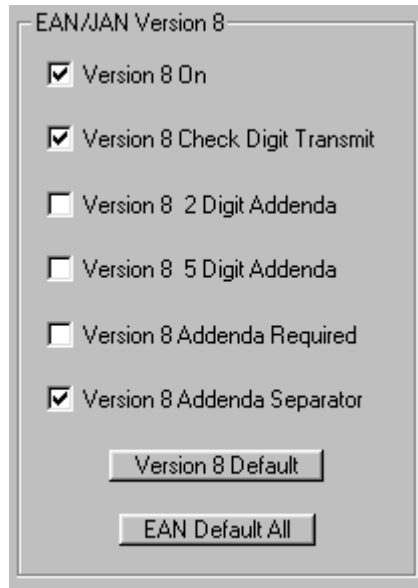 EAN/JAN Version 8
Version 8 On
Version 8 Check Digit Transmit
Version 8  2 Digit Addenda
Version 8  5 Digit Addenda
Version 8 Addenda Required
Version 8 Addenda Separator
Version 8 Default
EAN Default All